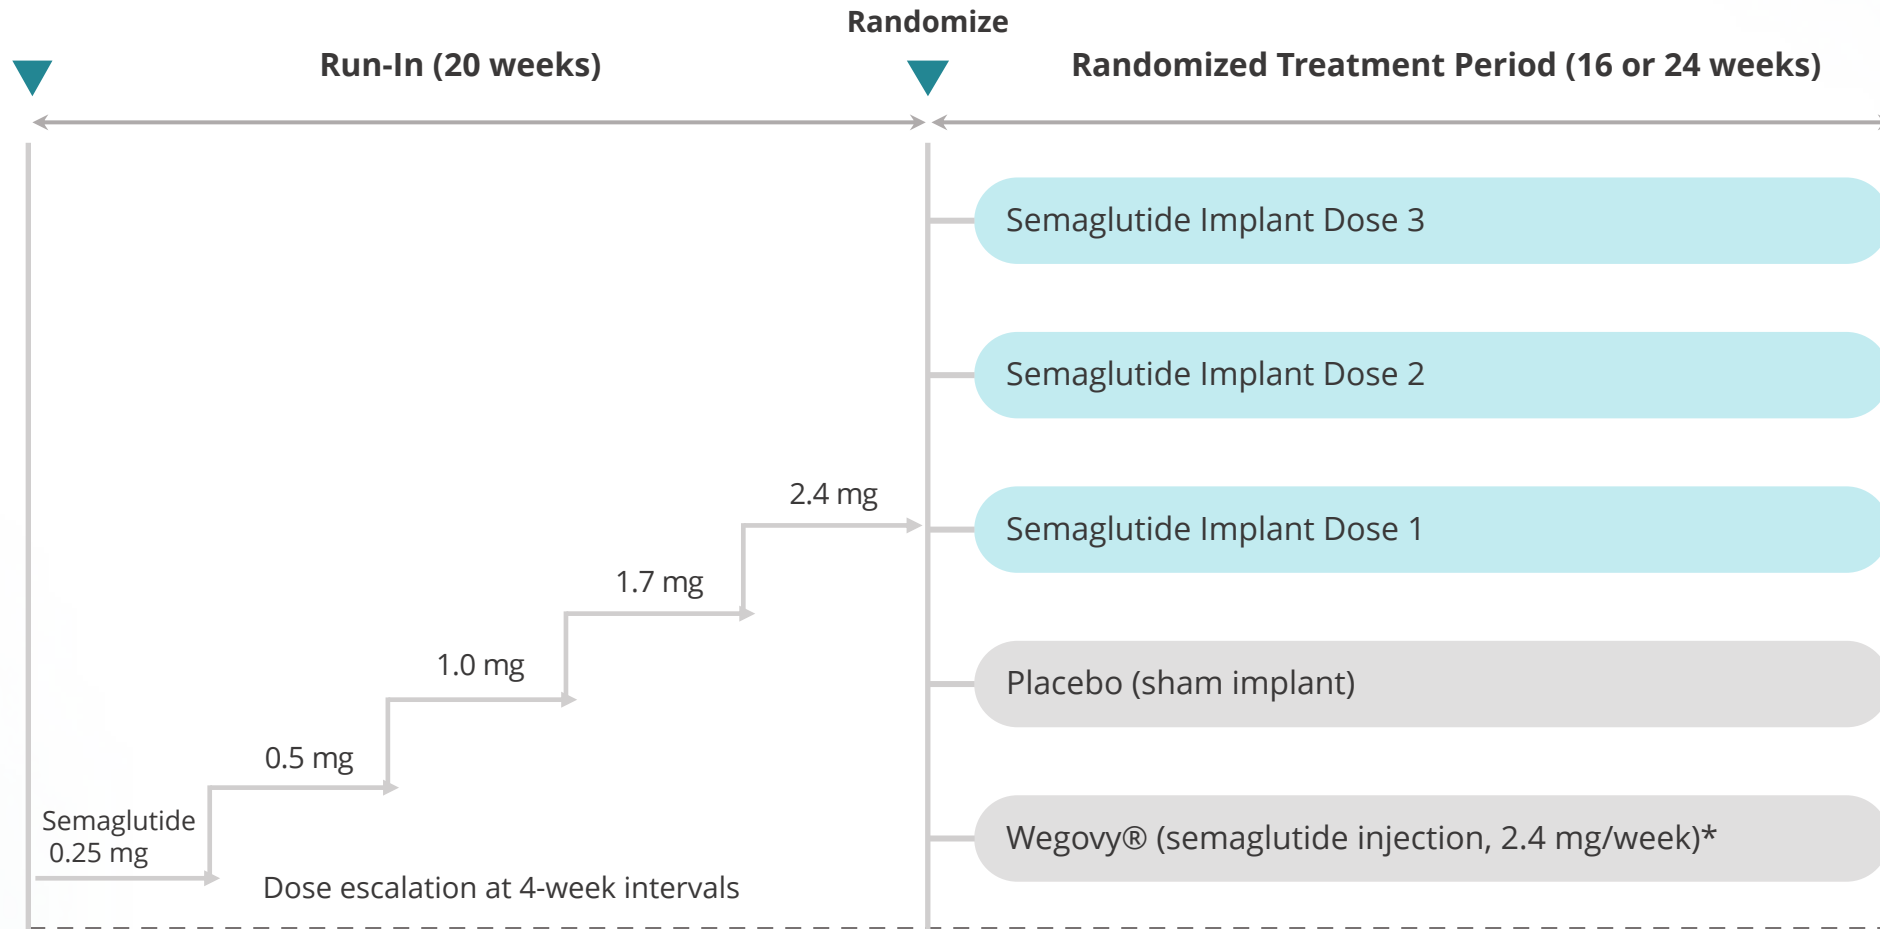 Randomize
Run-In (20 weeks)
Randomized Treatment Period (16 or 24 weeks)
Semaglutide Implant Dose 3
Semaglutide Implant Dose 2
Semaglutide Implant Dose 1
Placebo (sham implant)
Wegovy® (semaglutide injection, 2.4 mg/week)*
2.4 mg
1.7 mg
1.0 mg
0.5 mg
Semaglutide
0.25 mg
Dose escalation at 4-week intervals